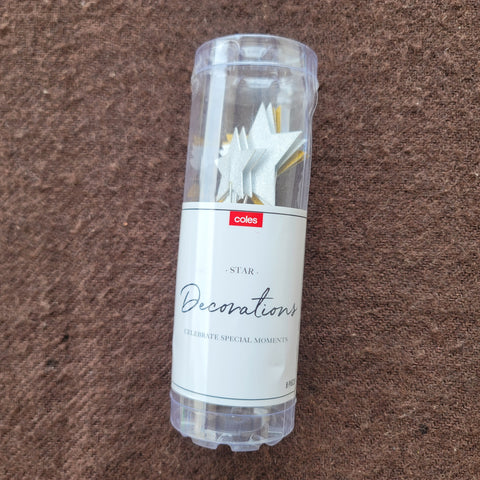 coles
· STAR ·
Decorations
CELEBRATE SPECIAL MOMENTS